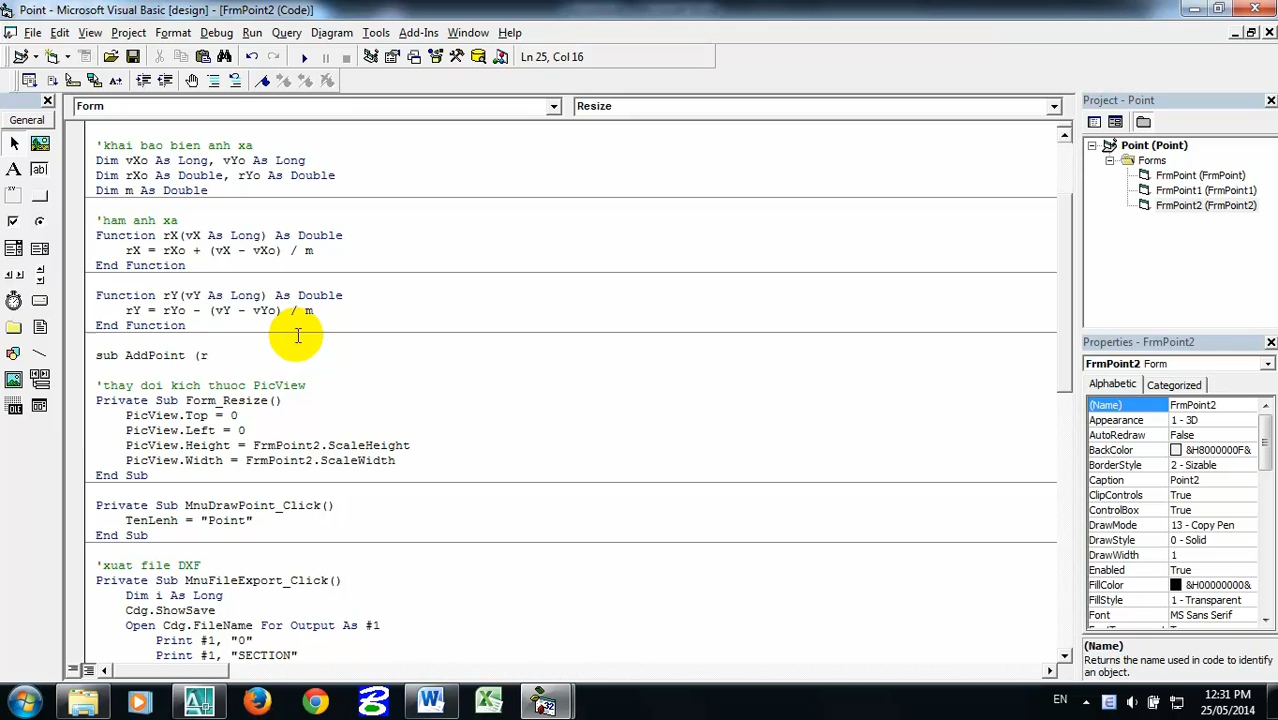 Point - Microsoft Visual Basic [design] - [FrmPoint2 (Code)]
File Edit View Project Format Debug Run Query Diagram Tools Add-Ins Window Help
Ln 25, Col 16
General
Form Resize
'khai bao bien anh xa
Dim vXo As Long, vYo As Long
Dim rXo As Double, rYo As Double
Dim m As Double
'ham anh xa
Function rX(vX As Long) As Double
rX = rXo + (vX - vXo) / m
End Function
Function rY(vY As Long) As Double
rY = rYo - (vY - vYo) / m
End Function
sub AddPoint (r
'thay doi kich thuoc PicView
Private Sub Form_Resize()
PicView.Top = 0
PicView.Left = 0
PicView.Height = FrmPoint2.ScaleHeight
PicView.Width = FrmPoint2.ScaleWidth
End Sub
Private Sub MnuDrawPoint_Click()
TenLenh = "Point"
End Sub
'xuat file DXF
Private Sub MnuFileExport_Click()
Dim i As Long
Cdg.ShowSave
Open Cdg.FileName For Output As #1
Print #1, "0"
Print #1, "SECTION"
Project - Point
Point (Point)
Forms
FrmPoint (FrmPoint)
FrmPoint1 (FrmPoint1)
FrmPoint2 (FrmPoint2)
Properties - FrmPoint2
FrmPoint2 Form
Alphabetic Categorized
(Name) FrmPoint2
Appearance 1 - 3D
AutoRedraw False
BackColor &H8000000F&
BorderStyle 2 - Sizable
Caption Point2
ClipControls True
ControlBox True
DrawMode 13 - Copy Pen
DrawStyle 0 - Solid
DrawWidth 1
Enabled True
FillColor &H00000000&
FillStyle 1 - Transparent
Font MS Sans Serif
(Name)
Returns the name used in code to identify
an object.
EN
12:31 PM
25/05/2014